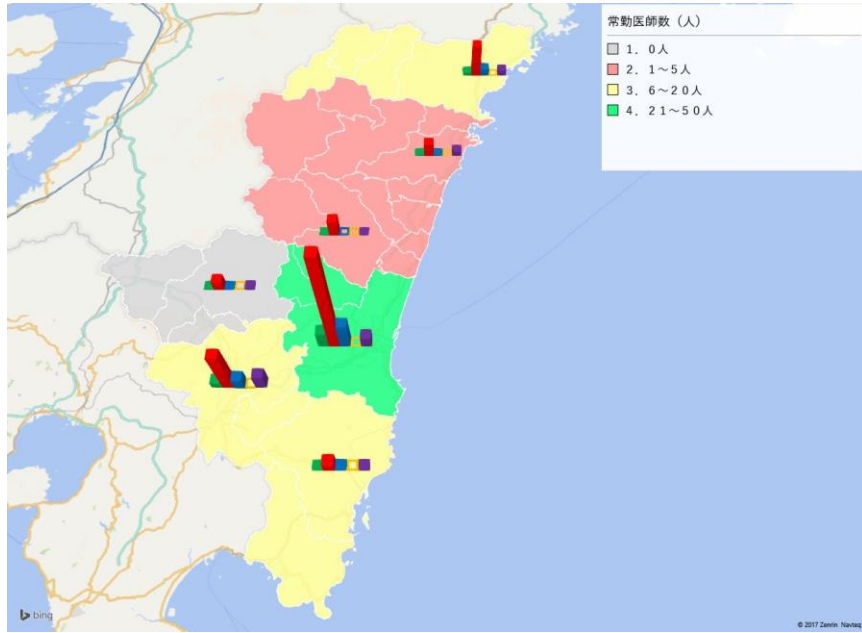 常勤医師数（人）
１．０人
２．１～５人
３．６～２０人
４．２１～５０人
bing
© 2017 Zenrin Navteq